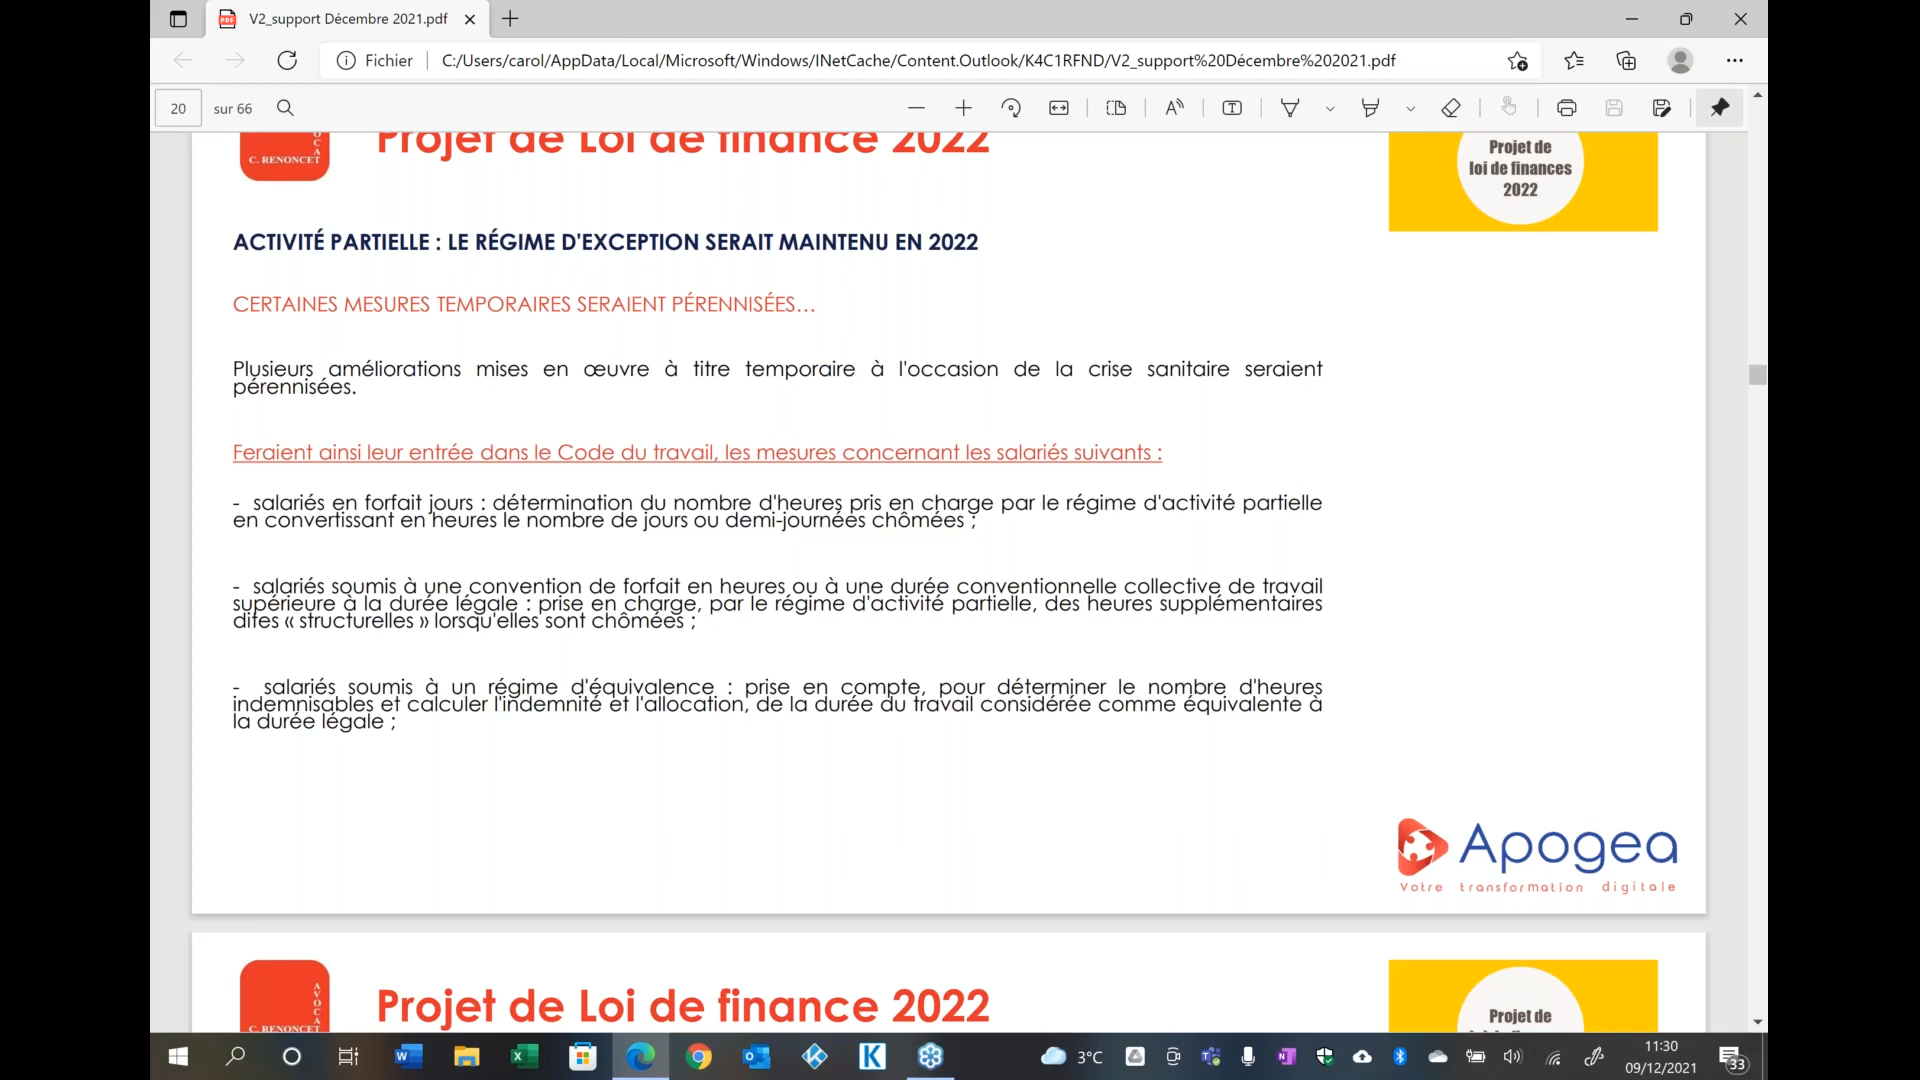 V2_support Décembre 2021.pdf
Fichier
C:/Users/carol/AppData/Local/Microsoft/Windows/INetCache/Content.Outlook/K4C1RFND/V2_support%20Décembre%202021.pdf
20 sur 66
AVOCAT
C. RENONCET
Projet de Loi de finance 2022
Projet de
loi de finances
2022
ACTIVITÉ PARTIELLE : LE RÉGIME D'EXCEPTION SERAIT MAINTENU EN 2022
CERTAINES MESURES TEMPORAIRES SERAIENT PÉRENNISÉES…
Plusieurs améliorations mises en œuvre à titre temporaire à l'occasion de la crise sanitaire seraient
pérennisées.
Feraient ainsi leur entrée dans le Code du travail, les mesures concernant les salariés suivants :
- salariés en forfait jours : détermination du nombre d'heures pris en charge par le régime d'activité partielle
en convertissant en heures le nombre de jours ou demi-journées chômées ;
- salariés soumis à une convention de forfait en heures ou à une durée conventionnelle collective de travail
supérieure à la durée légale : prise en charge, par le régime d'activité partielle, des heures supplémentaires
dites « structurelles » lorsqu'elles sont chômées ;
- salariés soumis à un régime d'équivalence : prise en compte, pour déterminer le nombre d'heures
indemnisables et calculer l'indemnité et l'allocation, de la durée du travail considérée comme équivalente à
la durée légale ;
Apogea
Votre transformation digitale
AVOCAT
C. RENONCET
Projet de Loi de finance 2022
Projet de
3°C
11:30
09/12/2021
33